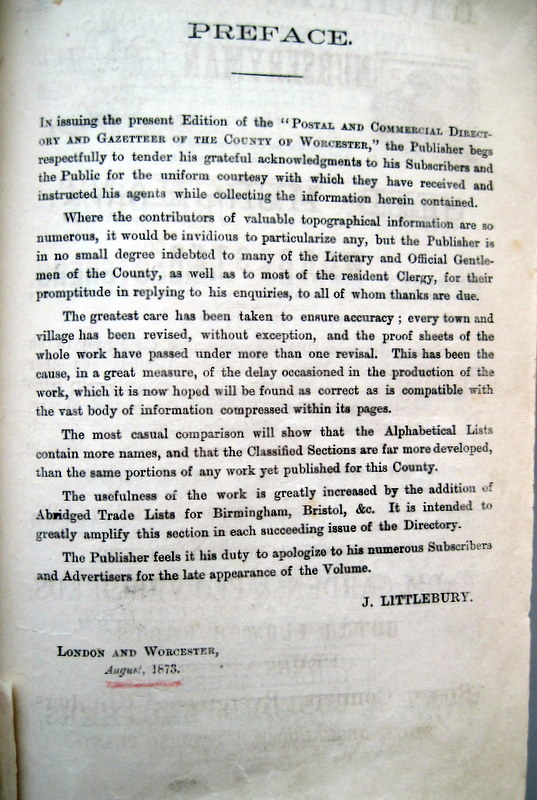 PREFACE.
IN issuing the present Edition of the "POSTAL AND COMMERCIAL DIRECT-
ORY AND GAZETTEER OF THE COUNTY OF WORCESTER," the Publisher begs
respectfully to tender his grateful acknowledgments to his Subscribers and
the Public for the uniform courtesy with which they have received and
instructed his agents while collecting the information herein contained.
Where the contributors of valuable topographical information are so
numerous, it would be invidious to particularize any, but the Publisher is
in no small degree indebted to many of the Literary and Official Gentle-
men of the County, as well as to most of the resident Clergy, for their
promptitude in replying to his enquiries, to all of whom thanks are due.
The greatest care has been taken to ensure accuracy; every town and
village has been revised, without exception, and the proof sheets of the
whole work have passed under more than one revisal. This has been the
cause, in a great measure, of the delay occasioned in the production of the
work, which it is now hoped will be found as correct as is compatible with
the vast body of information compressed within its pages.
The most casual comparison will show that the Alphabetical Lists
contain more names, and that the Classified Sections are far more developed,
than the same portions of any work yet published for this County.
The usefulness of the work is greatly increased by the addition of
Abridged Trade Lists for Birmingham, Bristol, &c. It is intended to
greatly amplify this section in each succeeding issue of the Directory.
The Publisher feels it his duty to apologize to his numerous Subscribers
and Advertisers for the late appearance of the Volume.
J. LITTLEBURY.
LONDON AND WORCESTER,
August, 1873.